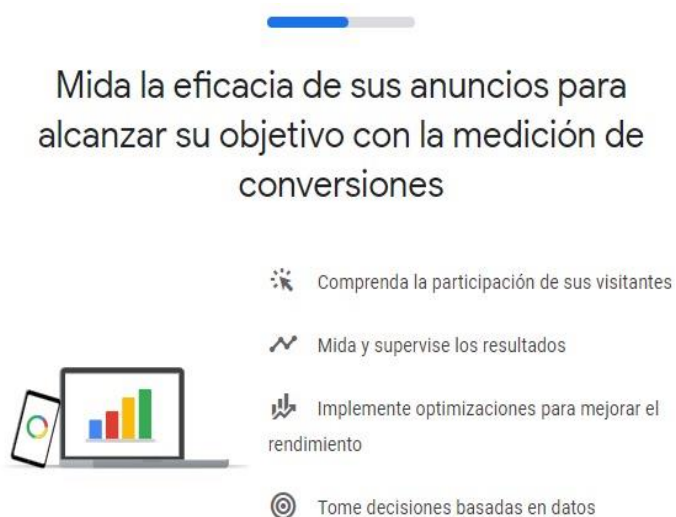 Mida la eficacia de sus anuncios para
alcanzar su objetivo con la medición de
conversiones
Comprenda la participación de sus visitantes
Mida y supervise los resultados
Implemente optimizaciones para mejorar el
rendimiento
Tome decisiones basadas en datos